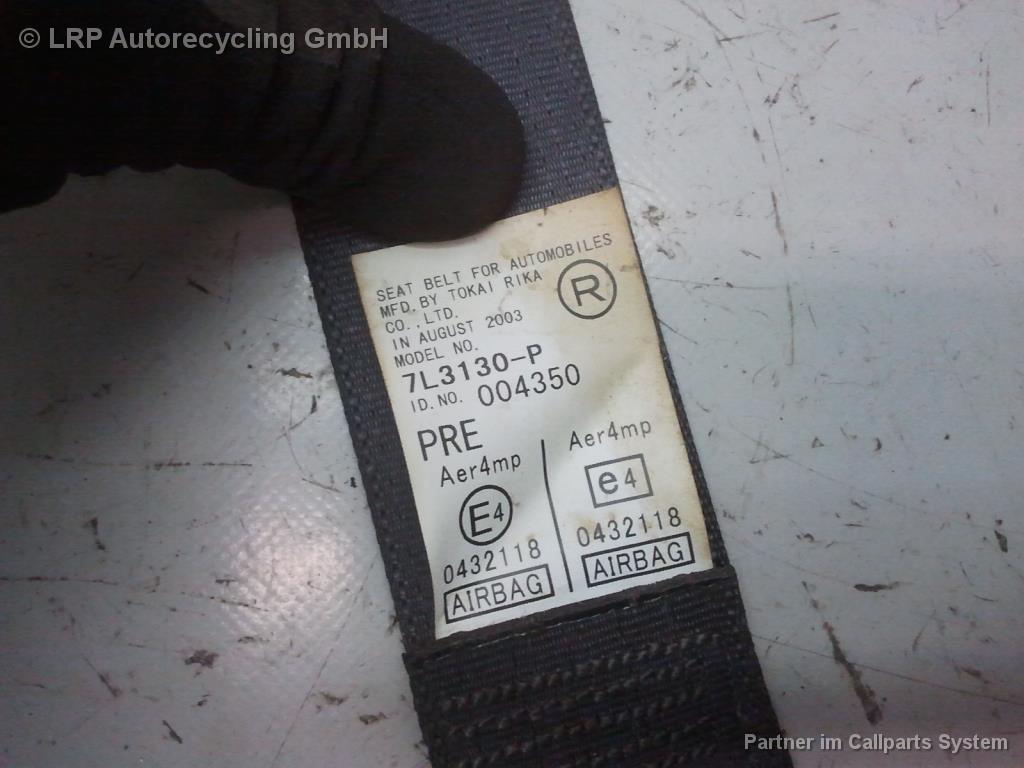 © LRP Autorecycling GmbH
SEAT BELT FOR AUTOMOBILES
MFD. BY TOKAI RIKA
CO., LTD.
IN AUGUST 2003
R
MODEL NO.
7L3130-P
ID. NO. 004350
PRE
Aer4mp
E4
0432118
AIRBAG
Aer4mp
e4
0432118
AIRBAG
Partner im Callparts System